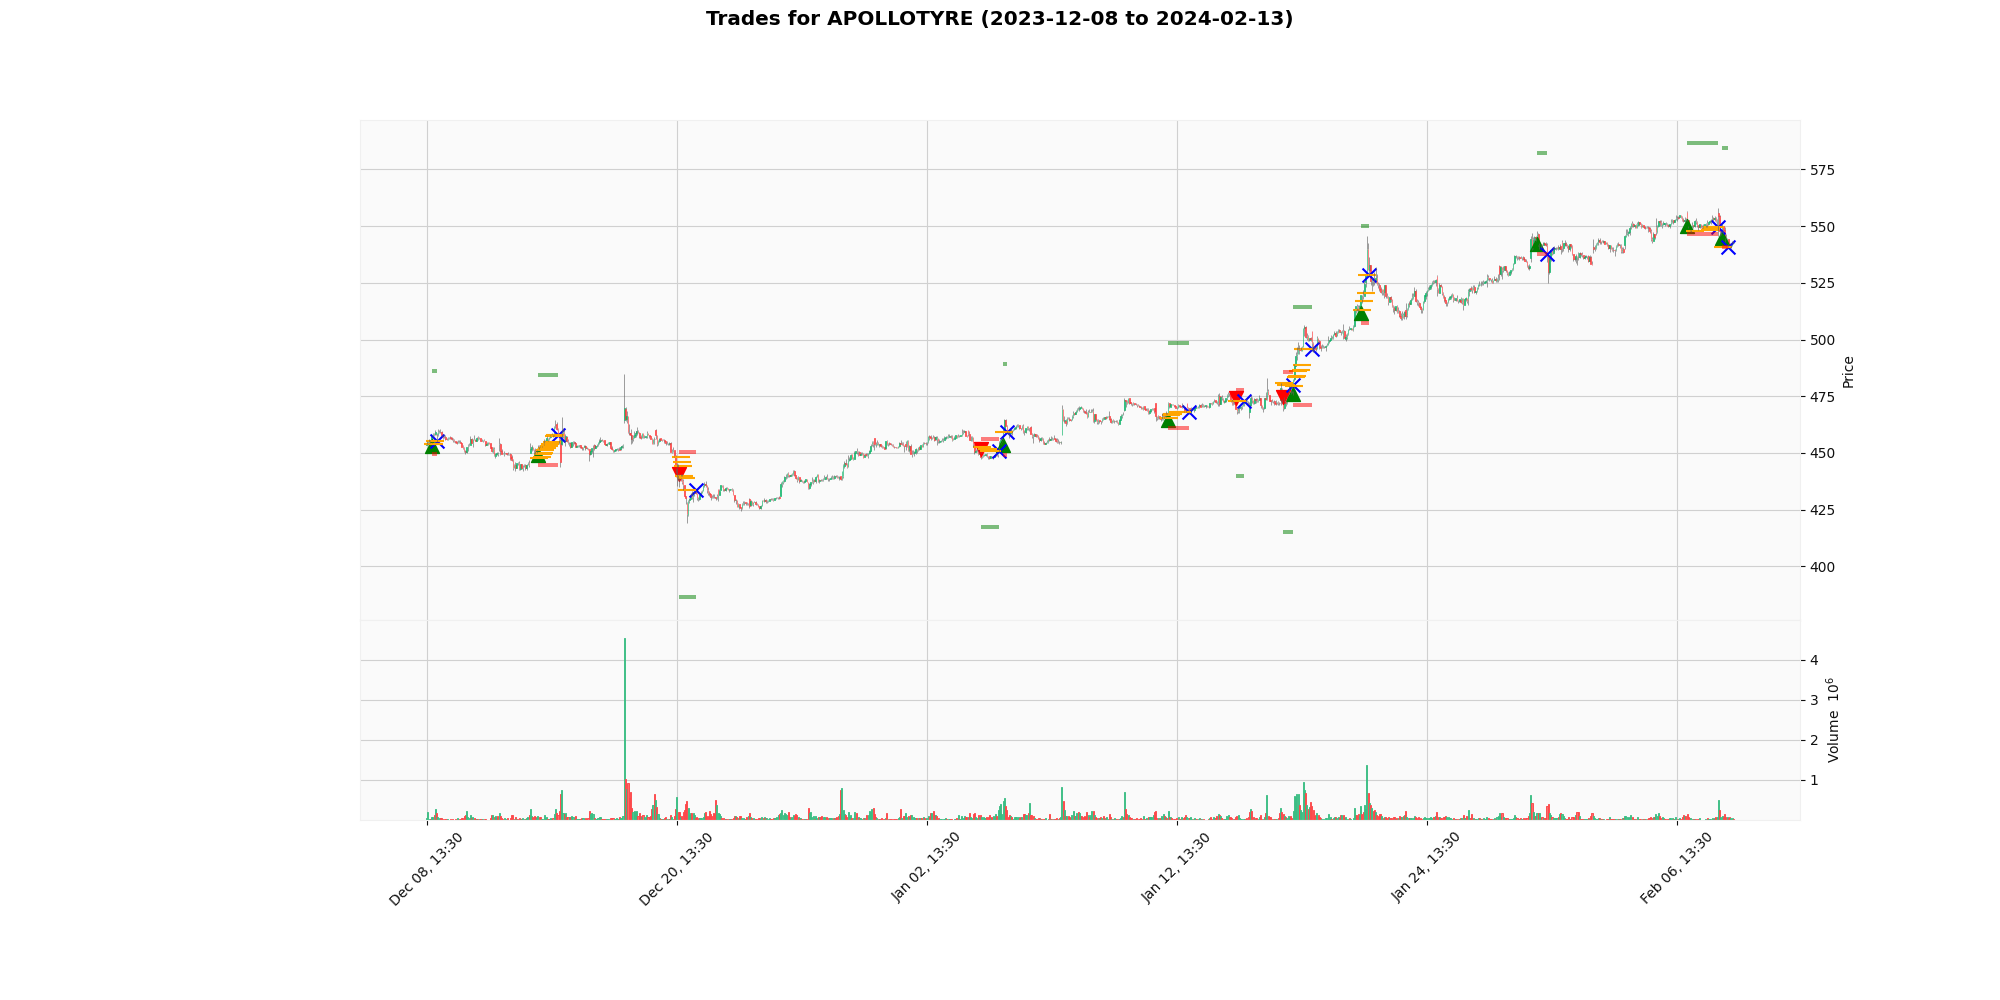 Trades for APOLLOTYRE (2023-12-08 to 2024-02-13)
575
550
525
500
475
450
425
400
Price
4
3
2
1
Volume 10^6
Dec 08, 13:30
Dec 20, 13:30
Jan 02, 13:30
Jan 12, 13:30
Jan 24, 13:30
Feb 06, 13:30